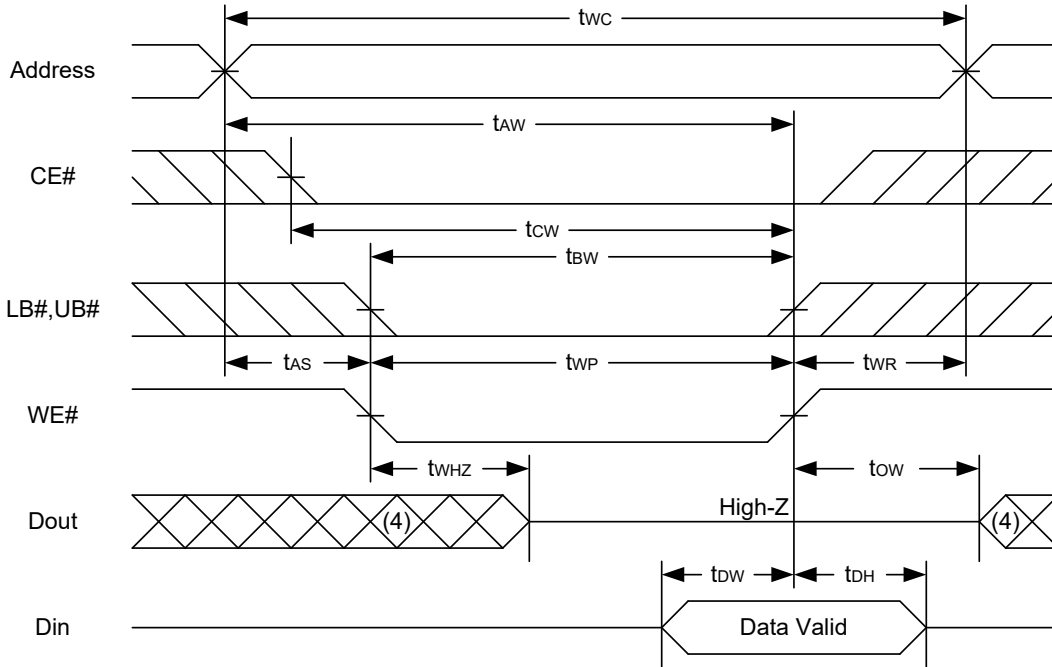 tWC
Address
tAW
CE#
tCW
tBW
LB#,UB#
tAS tWP tWR
WE#
tWHZ tOW
High-Z
Dout (4) (4)
tDW tDH
Din Data Valid